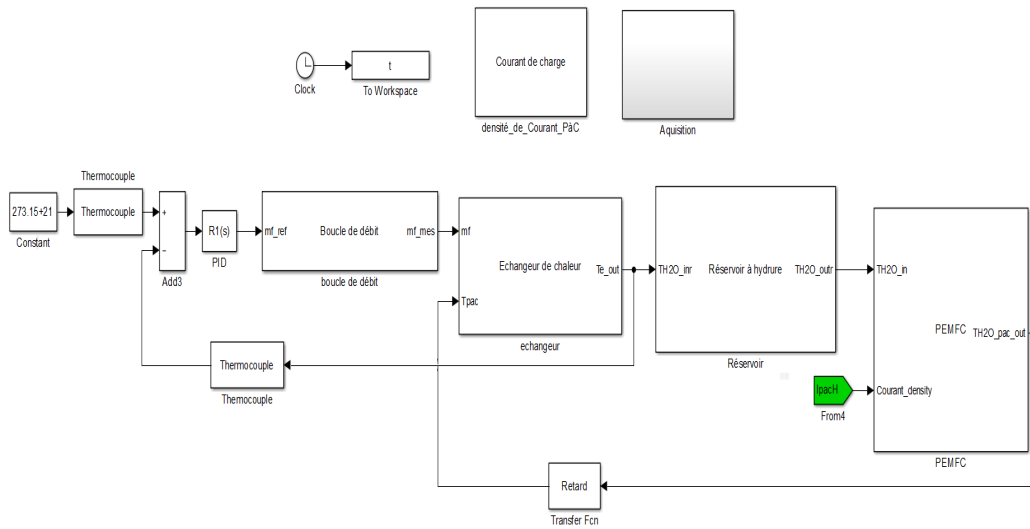 Clock
t
To Workspace
Courant de charge
densité_de_Courant_PàC
Aquisition
273.15+21
Constant
Thermocouple
Thermocouple
+
−
Add3
R1(s)
PID
mf_ref
Boucle de débit
mf_mes
boucle de débit
mf
Echangeur de chaleur
Te_out
Tpac
echangeur
TH2O_inr
Réservoir à hydrure
TH2O_outr
Réservoir
TH2O_in
PEMFC
TH2O_pac_out
Courant_density
PEMFC
IpacH
From4
Thermocouple
Themocouple
Retard
Transfer Fcn